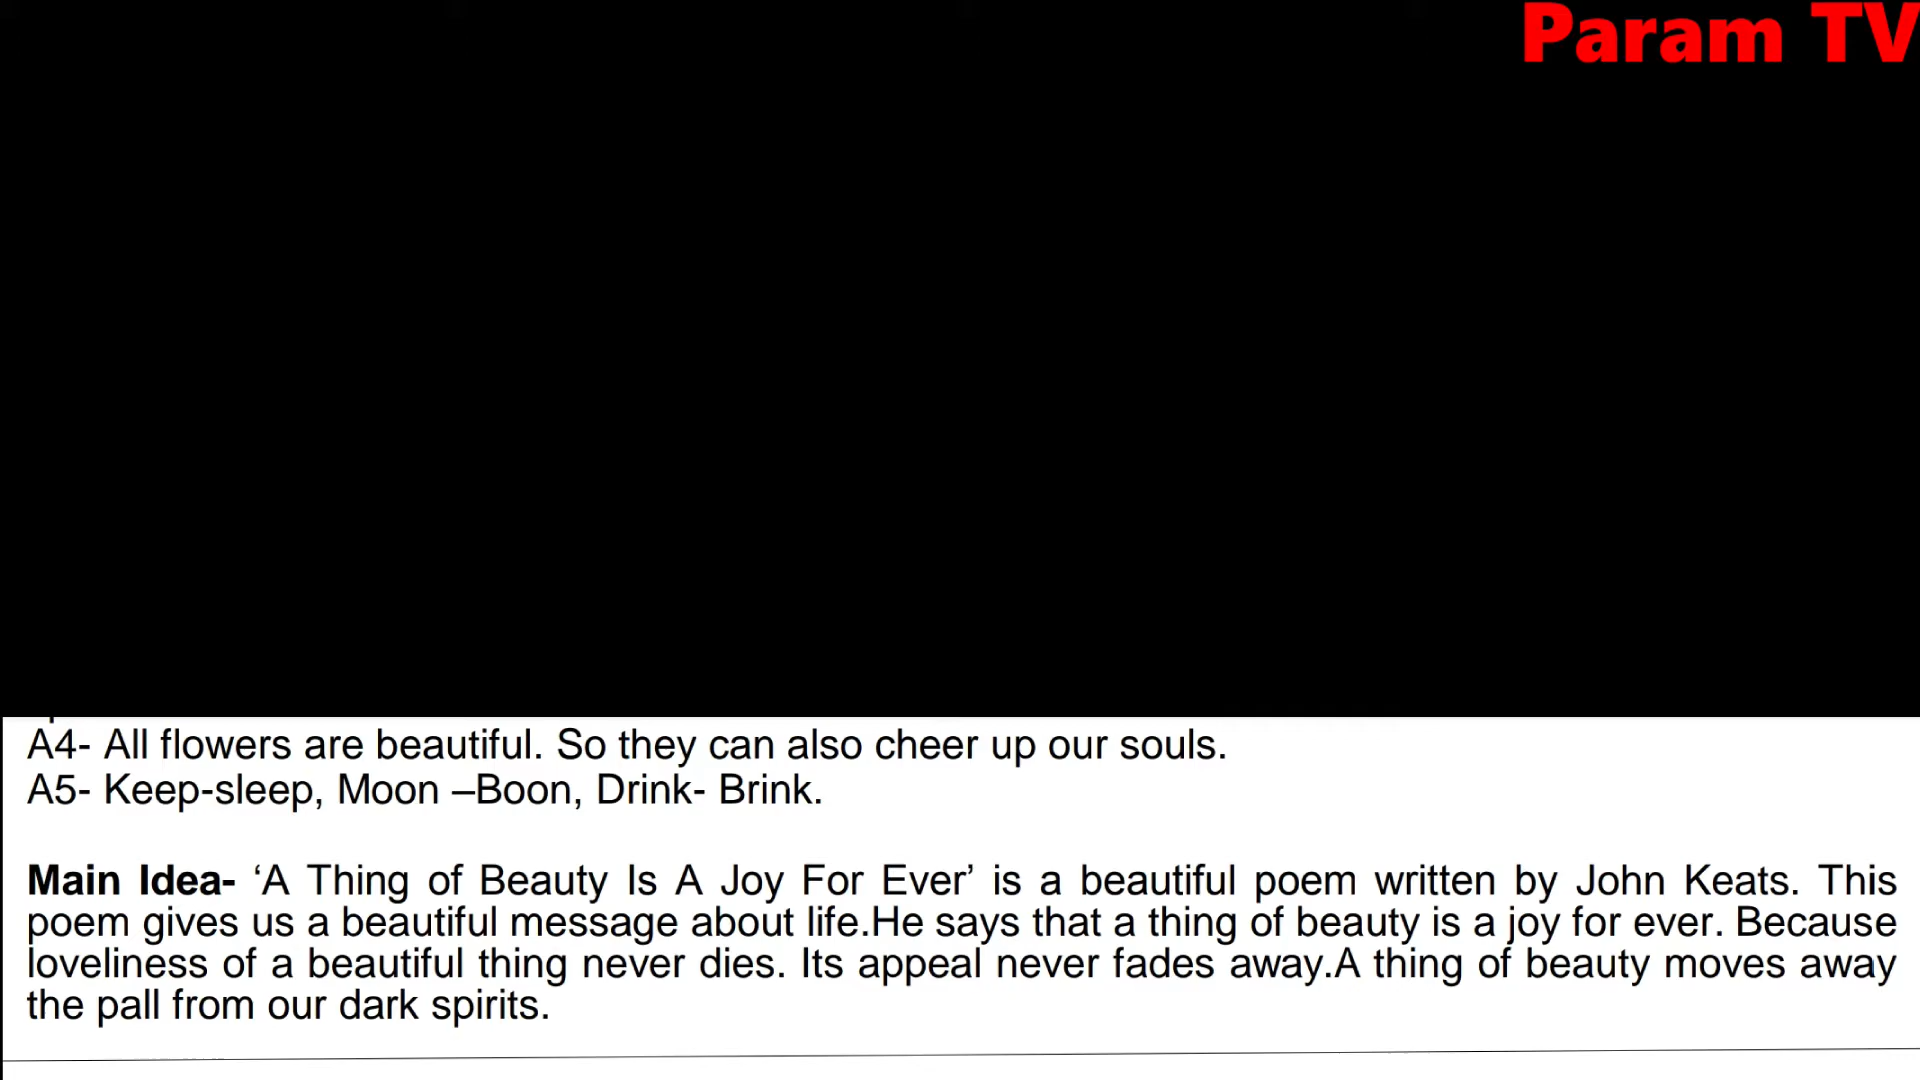 Param TV
A4- All flowers are beautiful. So they can also cheer up our souls.
A5- Keep-sleep, Moon –Boon, Drink- Brink.
Main Idea- ‘A Thing of Beauty Is A Joy For Ever’ is a beautiful poem written by John Keats. This
poem gives us a beautiful message about life.He says that a thing of beauty is a joy for ever. Because
loveliness of a beautiful thing never dies. Its appeal never fades away.A thing of beauty moves away
the pall from our dark spirits.